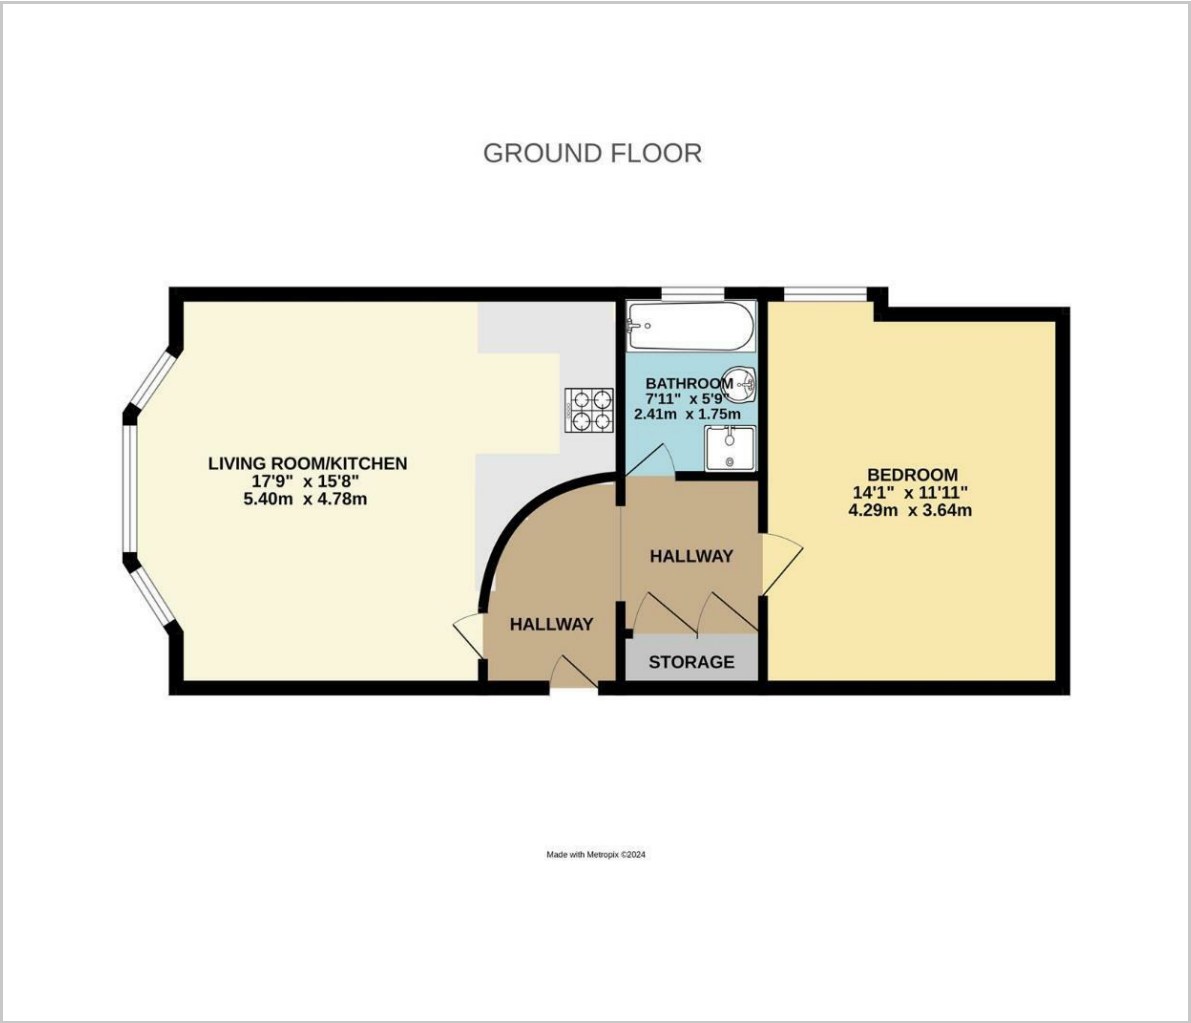 GROUND FLOOR
LIVING ROOM/KITCHEN
17'9" x 15'8"
5.40m x 4.78m
BATHROOM
7'11" x 5'9"
2.41m x 1.75m
BEDROOM
14'1" x 11'11"
4.29m x 3.64m
HALLWAY
HALLWAY
STORAGE
Made with Metropix ©2024